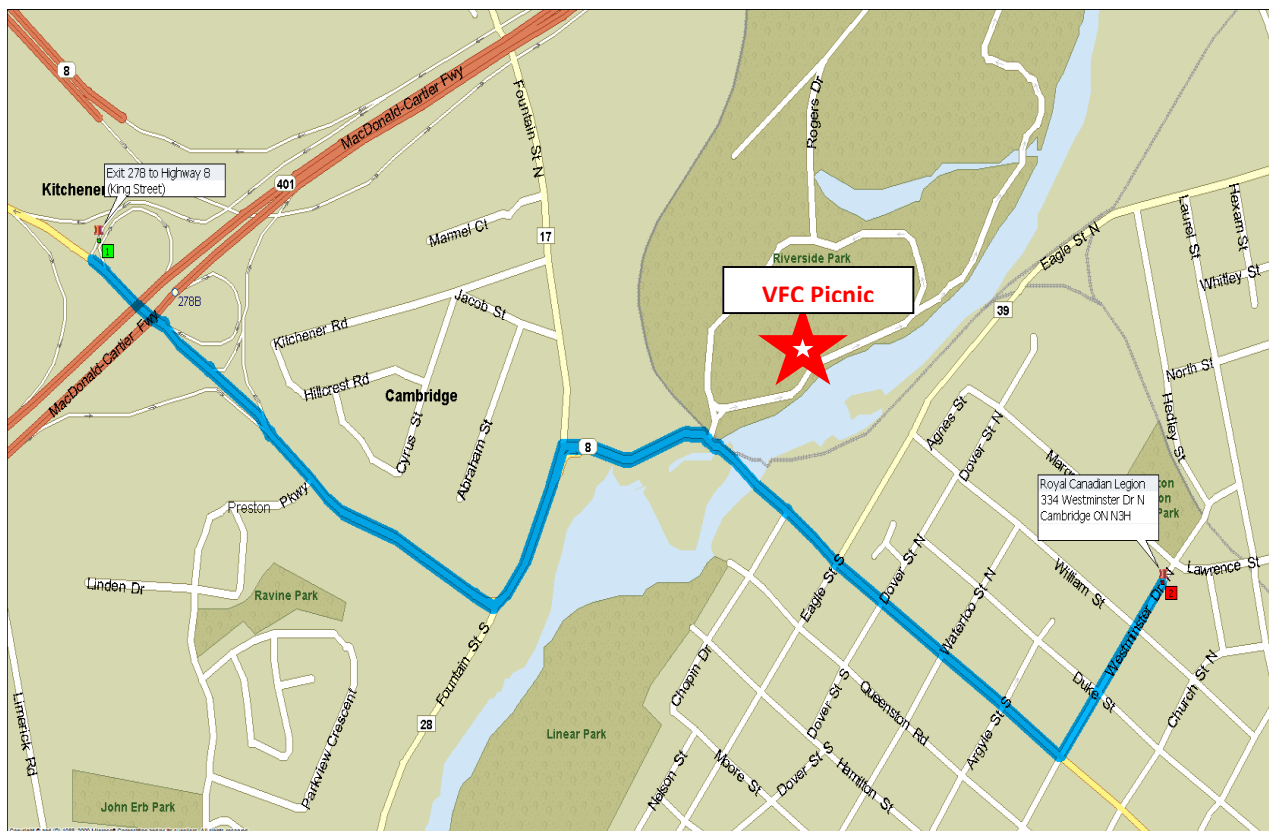 8
MacDonald-Cartier Fwy
Fountain St N
Rogers Dr
Exit 278 to Highway 8
(King Street)
Kitchener
401
Hexam St
Laurel St
Marmel Ct
17
Eagle St N
1
Riverside Park
Whitley St
278B
VFC Picnic
Jacob St
39
Kitchener Rd
MacDonald-Cartier Fwy
North St
Hillcrest Rd
Cambridge
Hedley St
Agnes St
Dover St N
Cyrus St
Abraham St
8
Marg
Royal Canadian Legion
334 Westminster Dr N
Cambridge ON N3H
ton
on
Park
Preston Pkwy
Linden Dr
Ravine Park
Eagle St S
Dover St N
Waterloo St N
William St
Lawrence St
2
Westminster Dr N
Fountain St S
Chopin Dr
Dover St S
Queenston Rd
Argyle St S
Duke St
Church St N
Limerick Rd
Parkview Crescent
28
Linear Park
Nelson St
Moore St
Dover St S
Hamilton St
John Erb Park